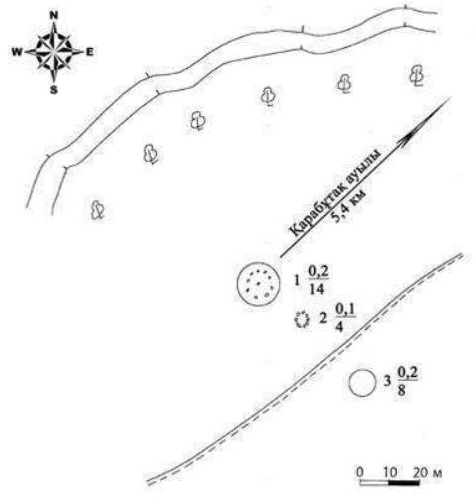 N
W E
S
Қарабұтақ ауылы
5,4 км
1 0,2/14
2 0,1/4
3 0,2/8
0 10 20 м